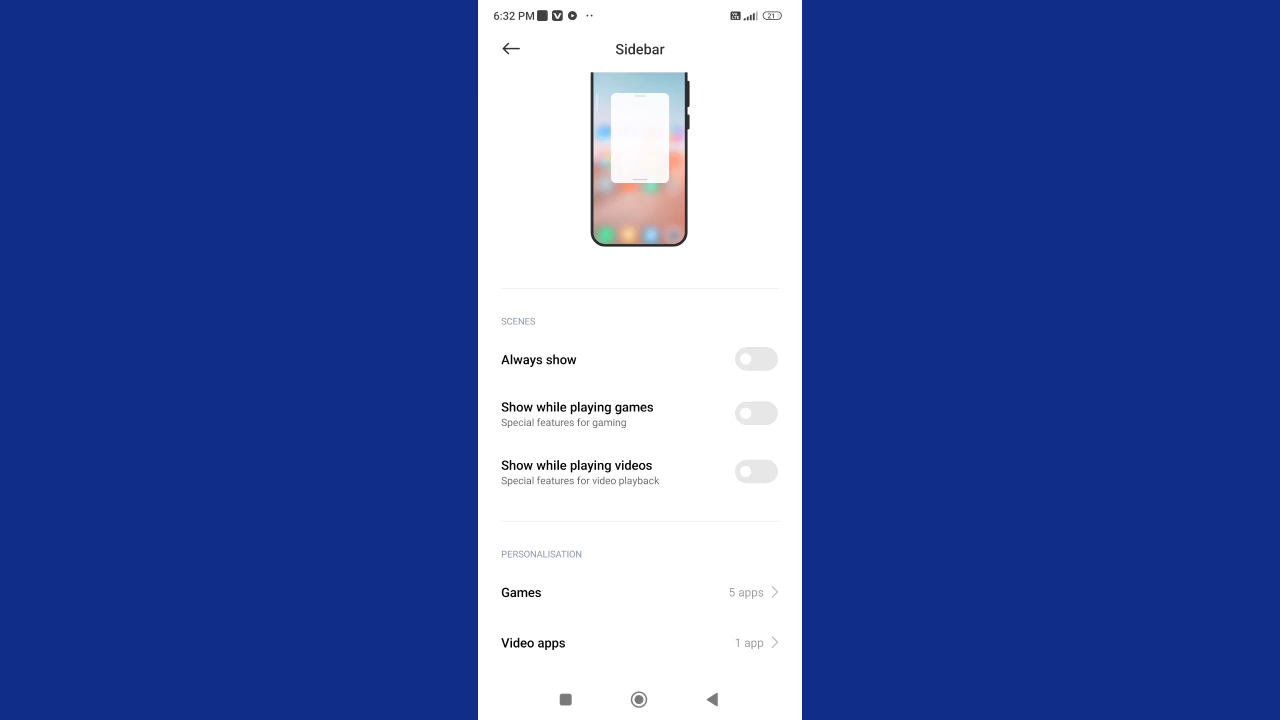 6:32 PM
21
Sidebar
SCENES
Always show
Show while playing games
Special features for gaming
Show while playing videos
Special features for video playback
PERSONALISATION
Games 5 apps
Video apps 1 app